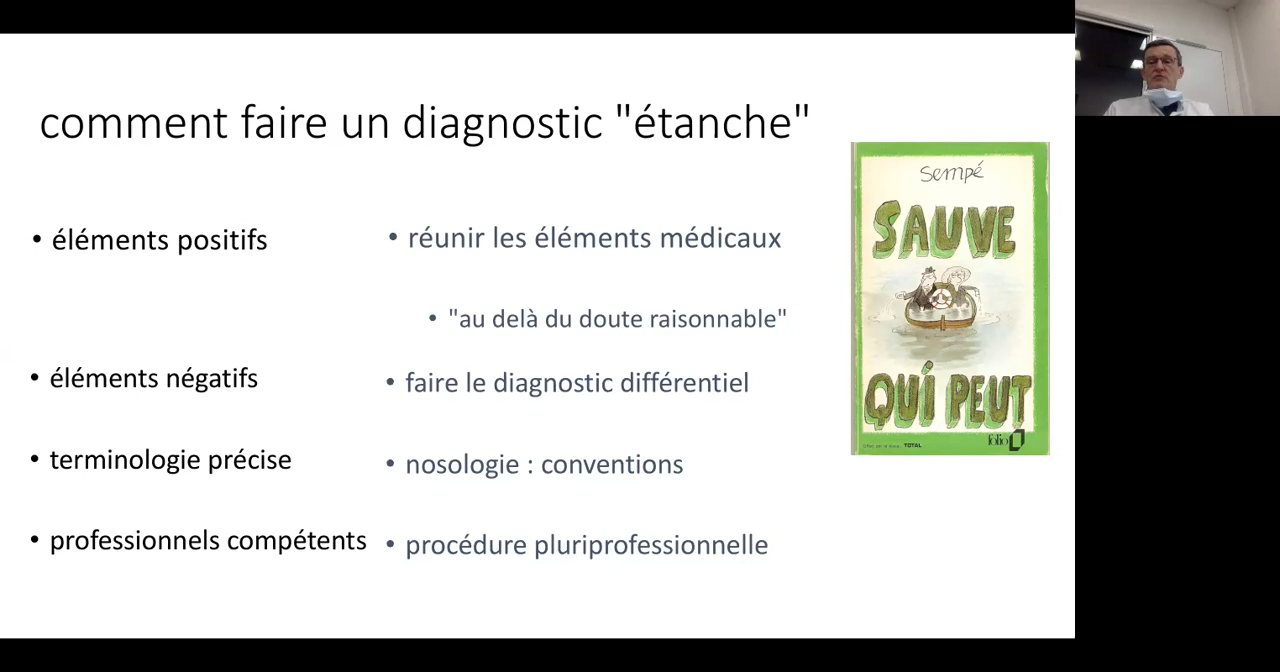 comment faire un diagnostic "étanche"
• éléments positifs
• réunir les éléments médicaux
• "au delà du doute raisonnable"
• éléments négatifs
• faire le diagnostic différentiel
• terminologie précise
• nosologie : conventions
• professionnels compétents
• procédure pluriprofessionnelle
Sempé
SAUVE
QUI PEUT
folio
TOTAL